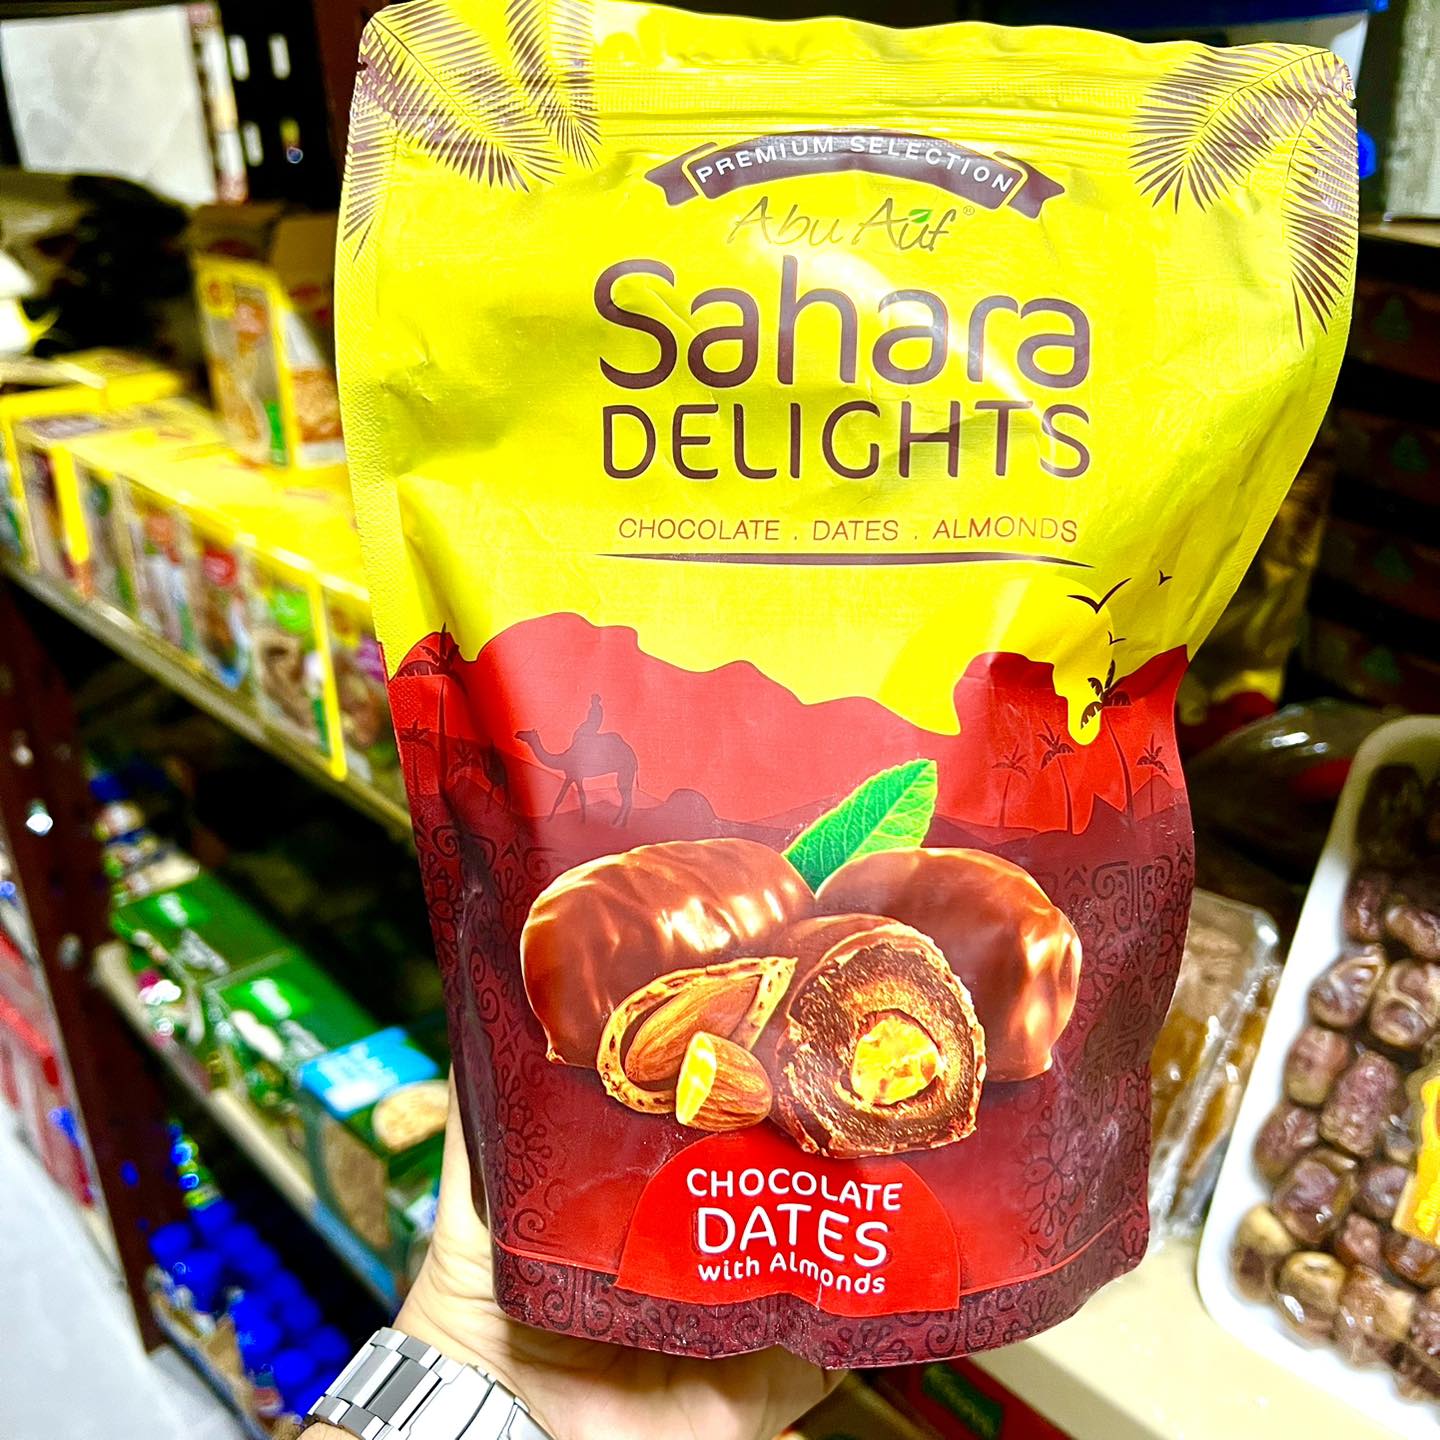 PREMIUM SELECTION
Abu Auf®
Sahara
DELIGHTS
CHOCOLATE . DATES . ALMONDS
CHOCOLATE
DATES
with Almonds